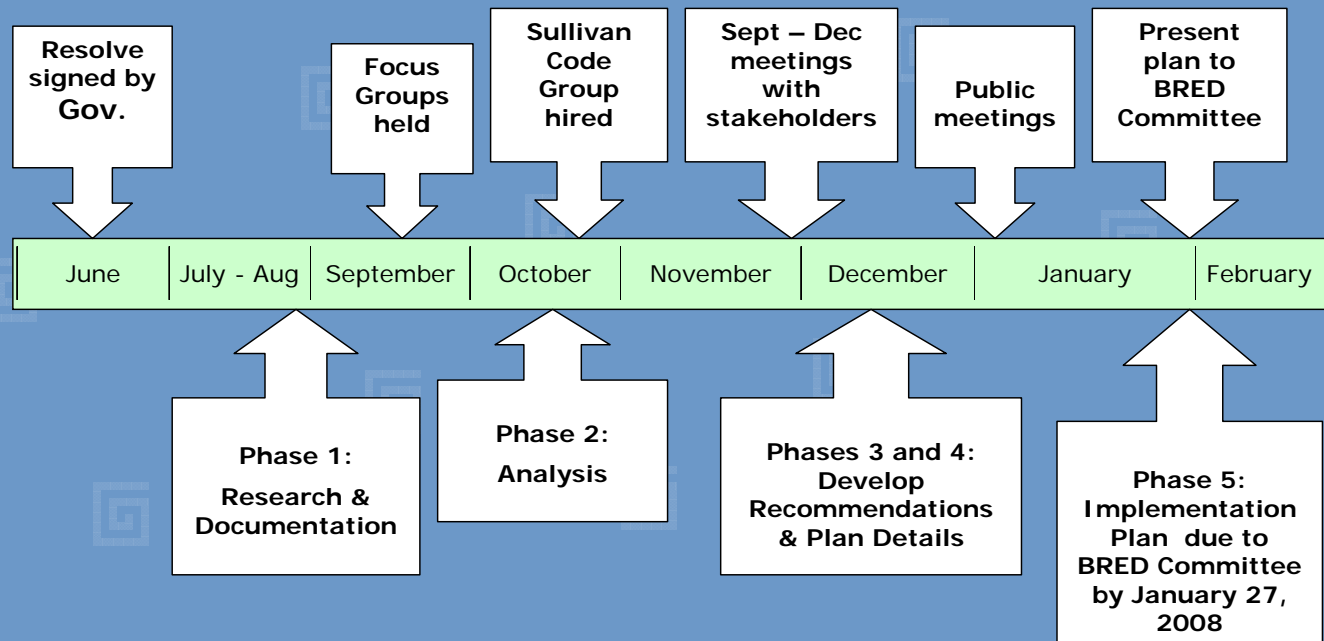 Resolve
signed by
Gov.
Focus
Groups
held
Sullivan
Code
Group
hired
Sept – Dec
meetings
with
stakeholders
Public
meetings
Present
plan to
BRED
Committee
June
July - Aug
September
October
November
December
January
February
Phase 1:
Research &
Documentation
Phase 2:
Analysis
Phases 3 and 4:
Develop
Recommendations
& Plan Details
Phase 5:
Implementation
Plan due to
BRED Committee
by January 27,
2008